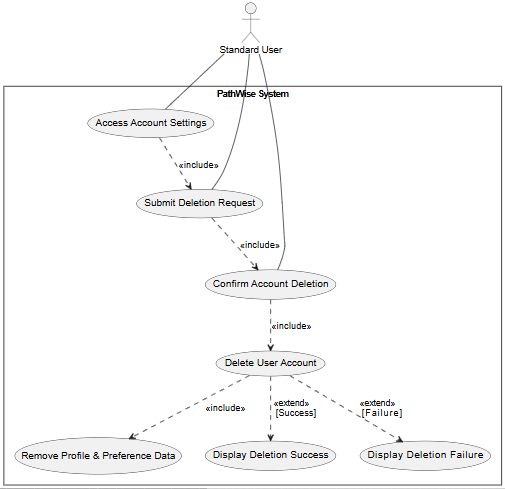 Standard User
PathWise System
Access Account Settings
«include»
Submit Deletion Request
«include»
Confirm Account Deletion
«include»
Delete User Account
«include»
«extend»
[Success]
«extend»
[Failure]
Remove Profile & Preference Data
Display Deletion Success
Display Deletion Failure